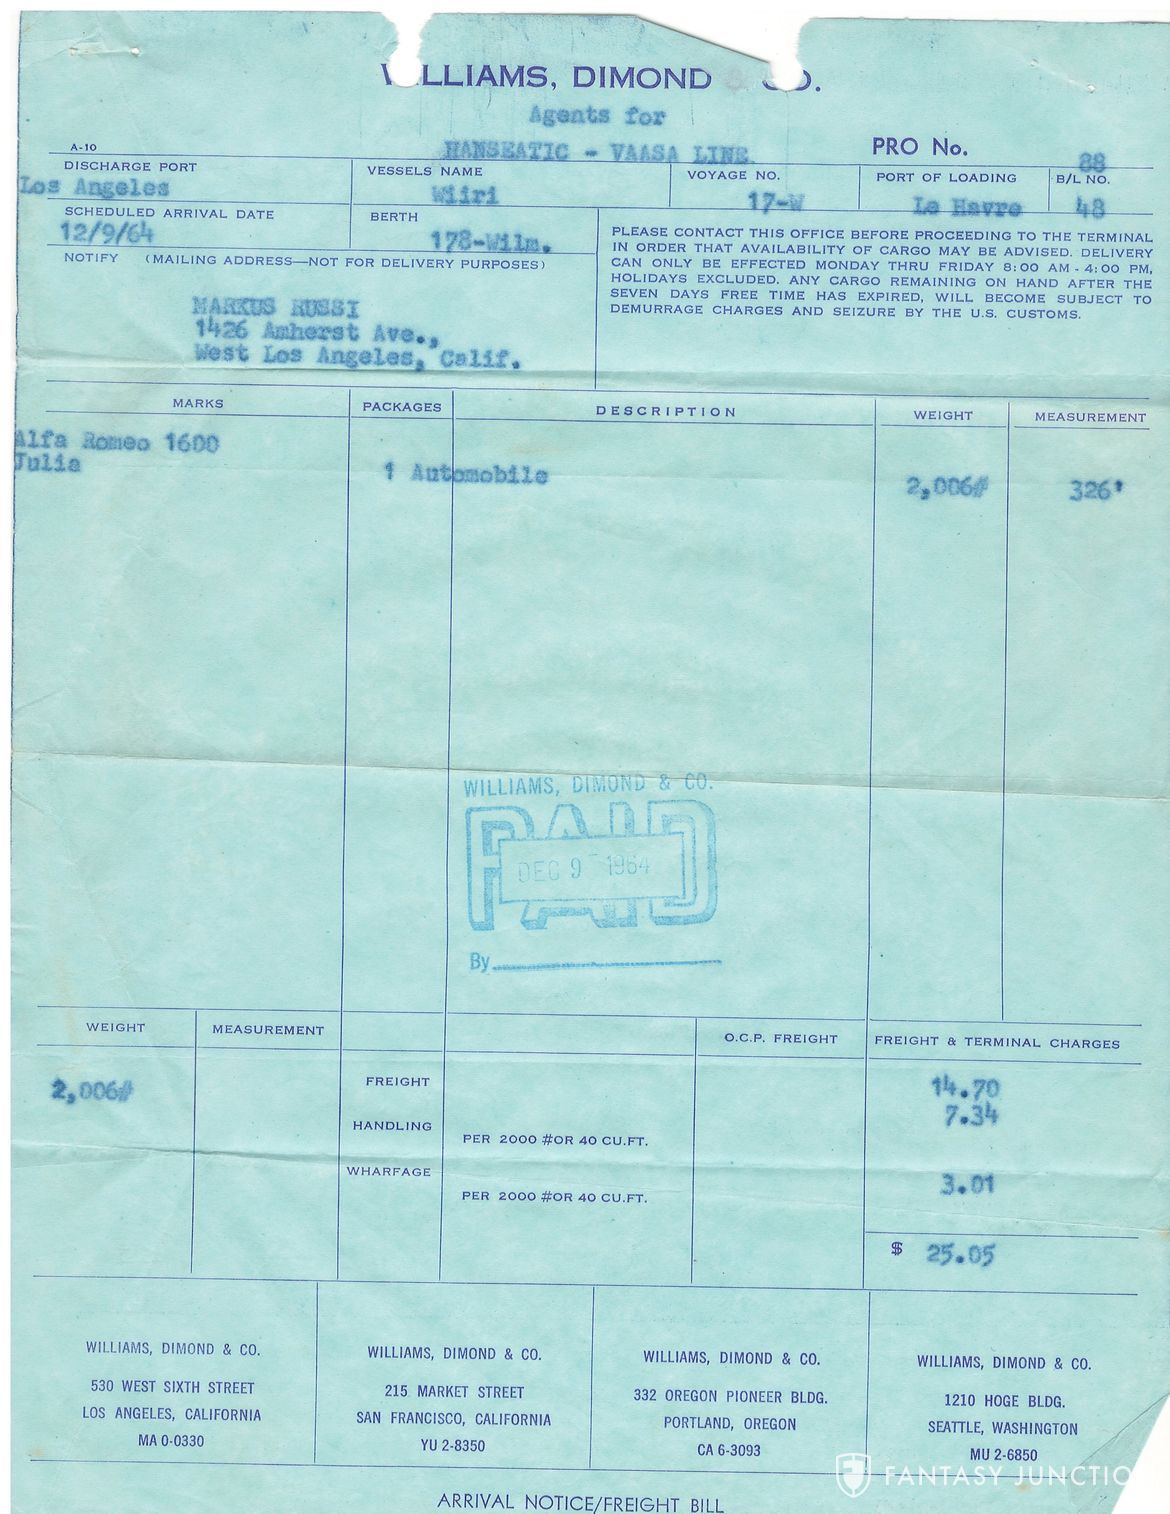 WILLIAMS, DIMOND & CO.
Agents for
HANSEATIC - VAASA LINE
A-10
PRO No. 88
DISCHARGE PORT
Los Angeles
VESSELS NAME
Wiiri
VOYAGE NO.
17-W
PORT OF LOADING
Le Havre
B/L NO.
48
SCHEDULED ARRIVAL DATE
12/9/64
BERTH
178-Wilm.
PLEASE CONTACT THIS OFFICE BEFORE PROCEEDING TO THE TERMINAL
IN ORDER THAT AVAILABILITY OF CARGO MAY BE ADVISED. DELIVERY
CAN ONLY BE EFFECTED MONDAY THRU FRIDAY 8:00 AM - 4:00 PM,
HOLIDAYS EXCLUDED. ANY CARGO REMAINING ON HAND AFTER THE
SEVEN DAYS FREE TIME HAS EXPIRED, WILL BECOME SUBJECT TO
DEMURRAGE CHARGES AND SEIZURE BY THE U.S. CUSTOMS.
NOTIFY (MAILING ADDRESS—NOT FOR DELIVERY PURPOSES)
MARKUS RUSSI
1426 Amherst Ave.,
West Los Angeles, Calif.
MARKS PACKAGES DESCRIPTION WEIGHT MEASUREMENT
Alfa Romeo 1600
Julia
1 Automobile 2,006# 326'
WILLIAMS, DIMOND & CO.
PAID
DEC 9 - 1964
By
WEIGHT MEASUREMENT O.C.P. FREIGHT FREIGHT & TERMINAL CHARGES
2,006# FREIGHT 14.70
7.34
HANDLING PER 2000 #OR 40 CU.FT.
WHARFAGE 3.01
PER 2000 #OR 40 CU.FT.
$ 25.05
WILLIAMS, DIMOND & CO.
530 WEST SIXTH STREET
LOS ANGELES, CALIFORNIA
MA 0-0330
WILLIAMS, DIMOND & CO.
215 MARKET STREET
SAN FRANCISCO, CALIFORNIA
YU 2-8350
WILLIAMS, DIMOND & CO.
332 OREGON PIONEER BLDG.
PORTLAND, OREGON
CA 6-3093
WILLIAMS, DIMOND & CO.
1210 HOGE BLDG.
SEATTLE, WASHINGTON
MU 2-6850
FANTASY JUNCTIO
ARRIVAL NOTICE/FREIGHT BILL